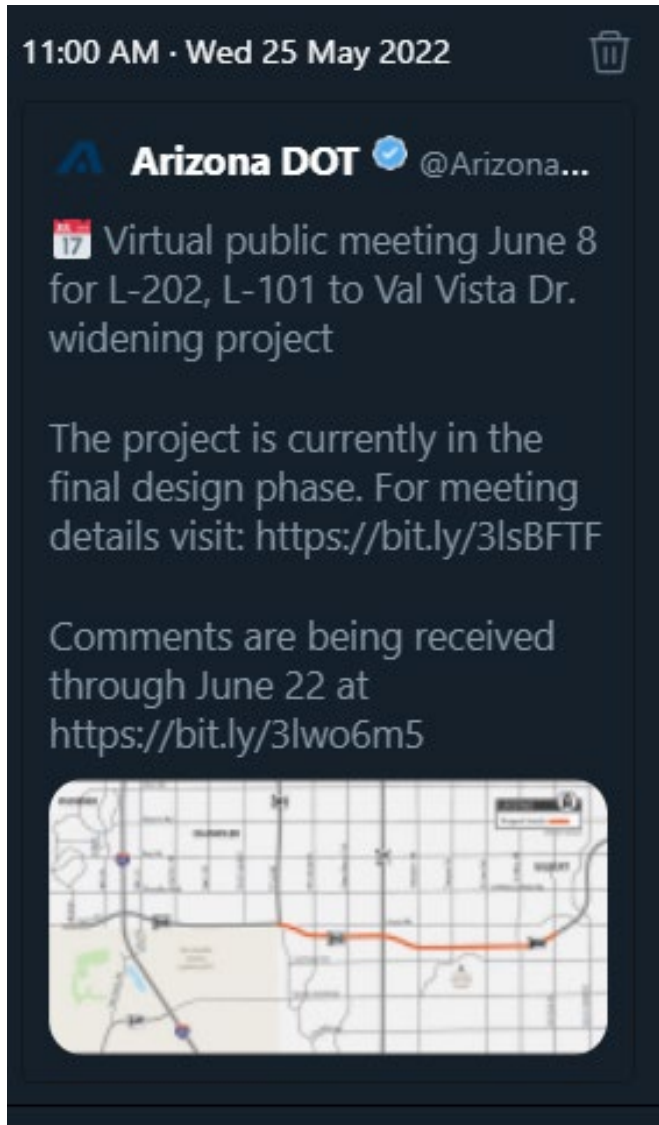 11:00 AM · Wed 25 May 2022
Arizona DOT @Arizona...
JUL 17 Virtual public meeting June 8
for L-202, L-101 to Val Vista Dr.
widening project
The project is currently in the
final design phase. For meeting
details visit: https://bit.ly/3lsBFTF
Comments are being received
through June 22 at
https://bit.ly/3lwo6m5